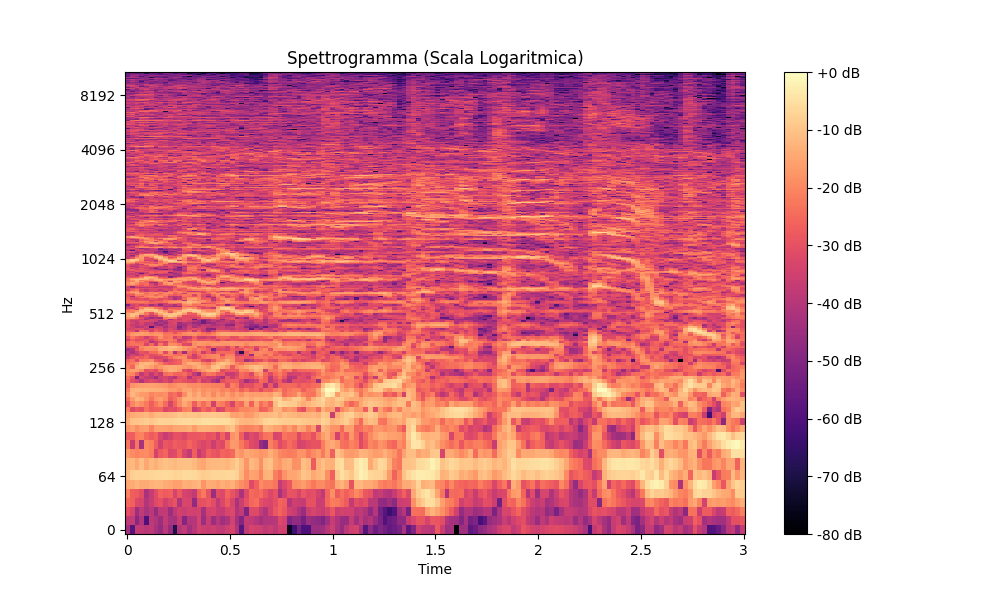 Spettrogramma (Scala Logaritmica)
8192
4096
2048
1024
512
256
128
64
0
Hz
0
0.5
1
1.5
2
2.5
3
Time
+0 dB
-10 dB
-20 dB
-30 dB
-40 dB
-50 dB
-60 dB
-70 dB
-80 dB